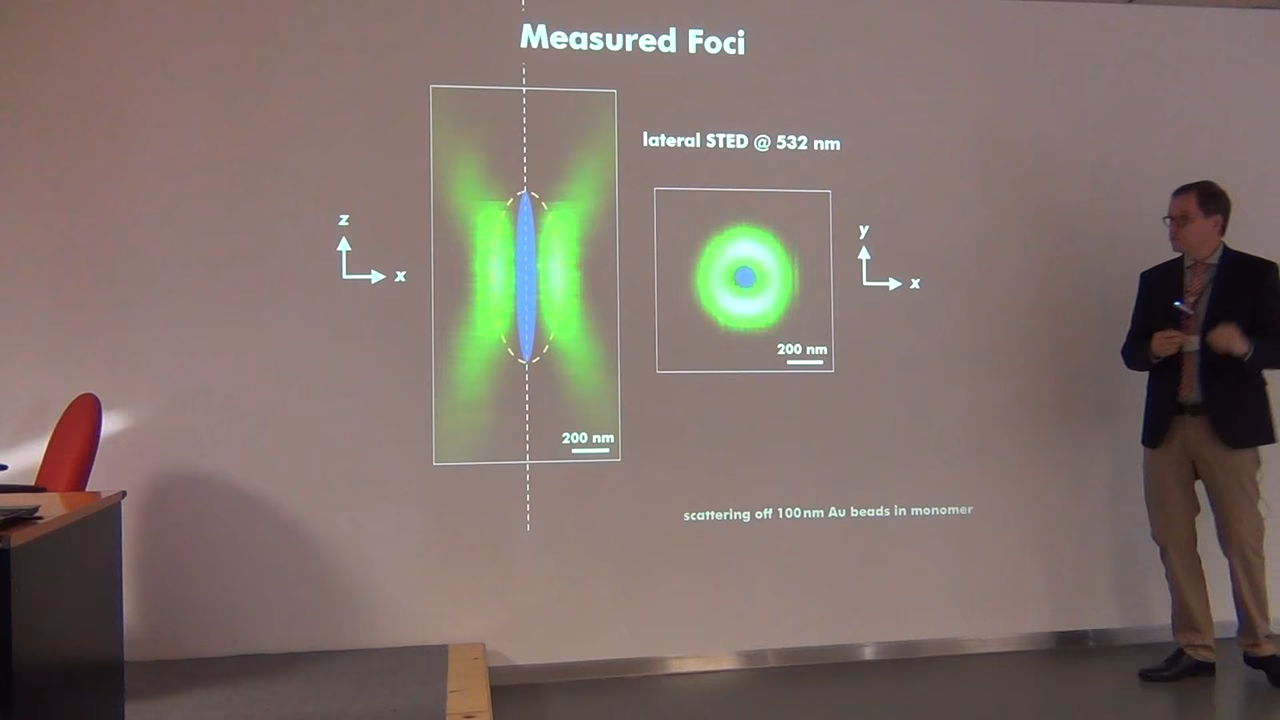 Measured Foci
lateral STED @ 532 nm
z
x
200 nm
y
x
200 nm
scattering off 100 nm Au beads in monomer